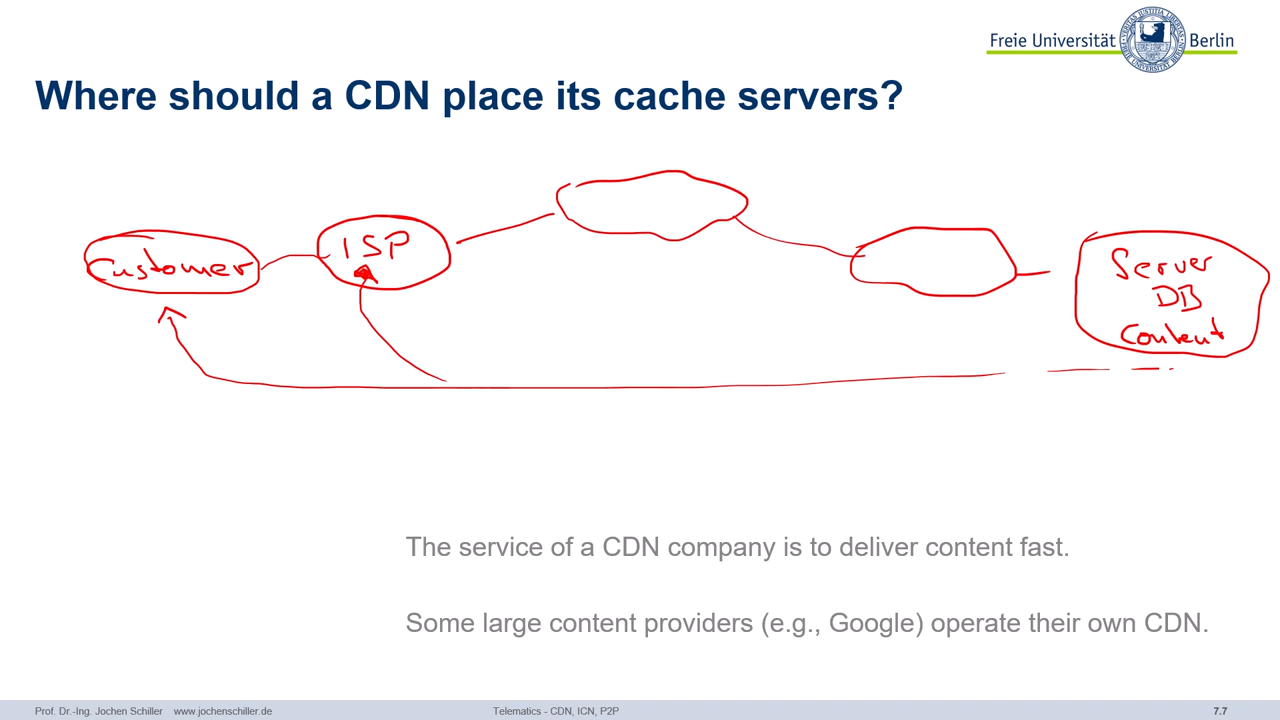 Freie Universität Berlin
Where should a CDN place its cache servers?
Customer
ISP
Server
DB
Content
The service of a CDN company is to deliver content fast.
Some large content providers (e.g., Google) operate their own CDN.
Prof. Dr.-Ing. Jochen Schiller www.jochenschiller.de Telematics - CDN, ICN, P2P 7.7